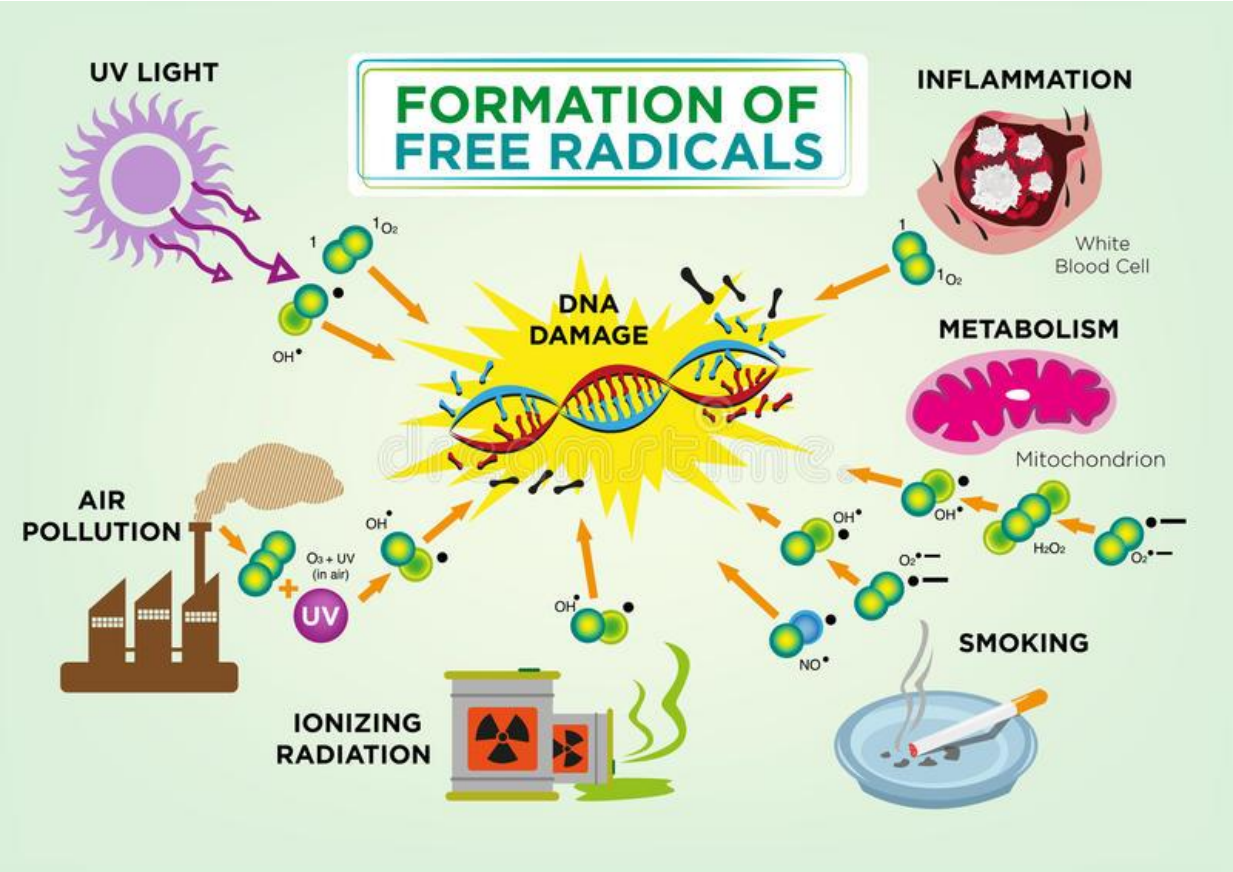 FORMATION OF
FREE RADICALS
UV LIGHT
1
¹O₂
OH•
INFLAMMATION
White
Blood Cell
1
¹O₂
DNA
DAMAGE
METABOLISM
Mitochondrion
OH•
H₂O₂
O₂•–
AIR
POLLUTION
O₃ + UV
(in air)
UV
OH•
OH•
IONIZING
RADIATION
OH•
O₂•–
NO•
SMOKING
dreamstime.